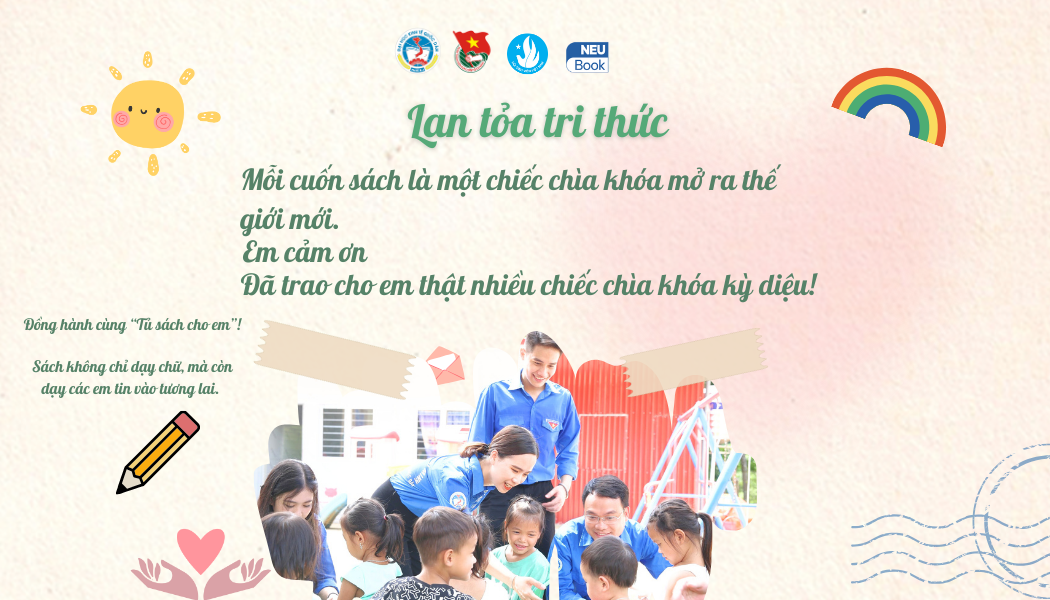 NEU
Book
Lan tỏa tri thức
Mỗi cuốn sách là một chiếc chìa khóa mở ra thế
giới mới.
Em cảm ơn
Đã trao cho em thật nhiều chiếc chìa khóa kỳ diệu!
Đồng hành cùng “Tủ sách cho em”!
Sách không chỉ dạy chữ, mà còn
dạy các em tin vào tương lai.